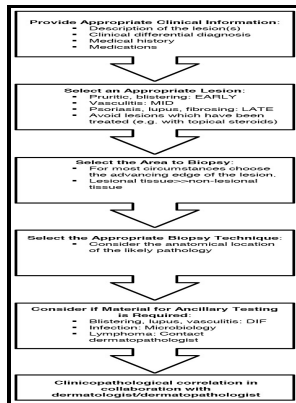 Provide Appropriate Clinical Information:
• Description of the lesion(s)
• Clinical differential diagnosis
• Medical history
• Medications
Select an Appropriate Lesion:
• Pruritic, blistering: EARLY
• Vasculitis: MID
• Psoriasis, lupus, fibrosing: LATE
• Avoid lesions which have been
treated (e.g. with topical steroids)
Select the Area to Biopsy:
• For most circumstances choose
the advancing edge of the lesion.
• Lesional tissue>>non-lesional
tissue
Select the Appropriate Biopsy Technique:
• Consider the anatomical location
of the likely pathology
Consider if Material for Ancillary Testing
is Required:
• Blistering, lupus, vasculitis: DIF
• Infection: Microbiology
• Lymphoma: Contact
dermatopathologist
Clinicopathological correlation in
collaboration with
dermatologist/dermatopathologist